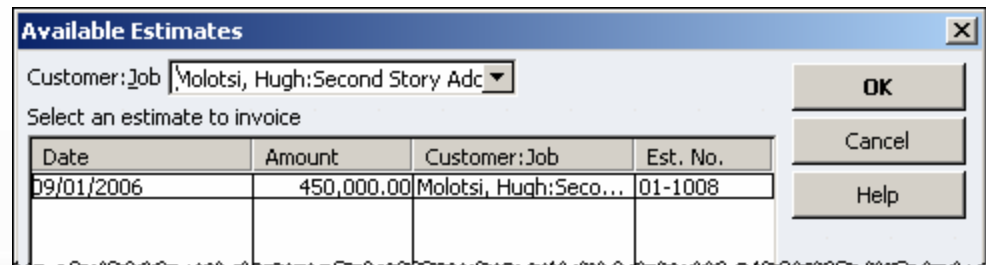 Available Estimates
Customer:Job Molotsi, Hugh:Second Story Adc
OK
Select an estimate to invoice
Cancel
Date Amount Customer:Job Est. No.
09/01/2006 450,000.00 Molotsi, Hugh:Seco... 01-1008
Help